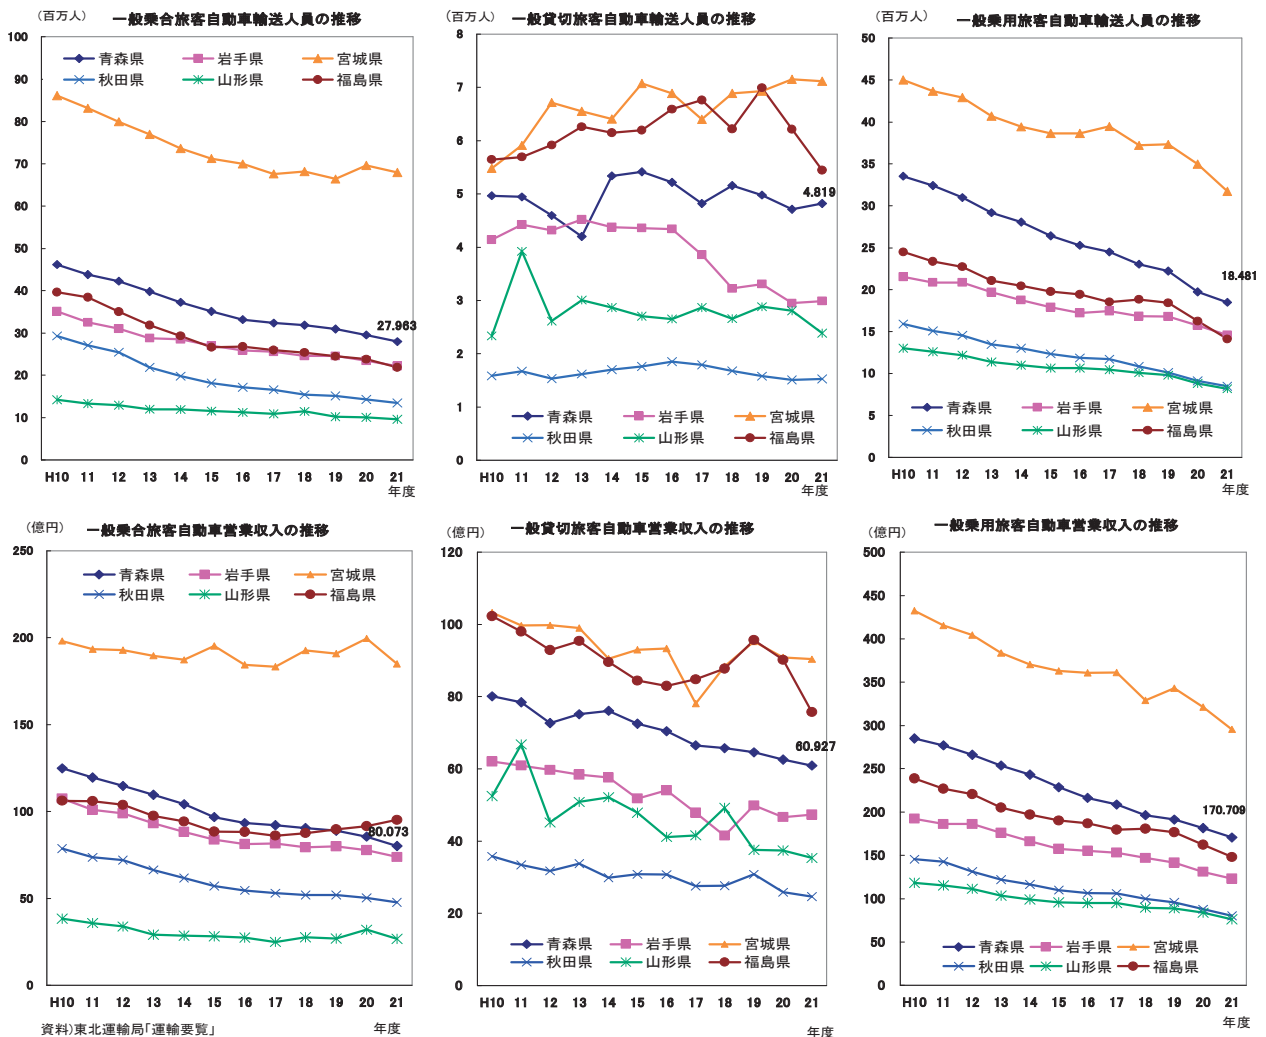 (百万人)
一般乗合旅客自動車輸送人員の推移
100
90
80
70
60
50
40
30
20
10
0
青森県 岩手県 宮城県
秋田県 山形県 福島県
27.963
H10 11 12 13 14 15 16 17 18 19 20 21
年度
(百万人)
一般貸切旅客自動車輸送人員の推移
8
7
6
5
4
3
2
1
0
4.819
青森県 岩手県 宮城県
秋田県 山形県 福島県
H10 11 12 13 14 15 16 17 18 19 20 21
年度
(百万人)
一般乗用旅客自動車輸送人員の推移
50
45
40
35
30
25
20
15
10
5
0
18.481
青森県 岩手県 宮城県
秋田県 山形県 福島県
H10 11 12 13 14 15 16 17 18 19 20 21
年度
(億円)
一般乗合旅客自動車営業収入の推移
250
200
150
100
50
0
青森県 岩手県 宮城県
秋田県 山形県 福島県
80.073
H10 11 12 13 14 15 16 17 18 19 20 21
資料)東北運輸局「運輸要覧」
年度
(億円)
一般貸切旅客自動車営業収入の推移
120
100
80
60
40
20
0
60.927
青森県 岩手県 宮城県
秋田県 山形県 福島県
H10 11 12 13 14 15 16 17 18 19 20 21
年度
(億円)
一般乗用旅客自動車営業収入の推移
500
450
400
350
300
250
200
150
100
50
0
170.709
青森県 岩手県 宮城県
秋田県 山形県 福島県
H10 11 12 13 14 15 16 17 18 19 20 21
年度